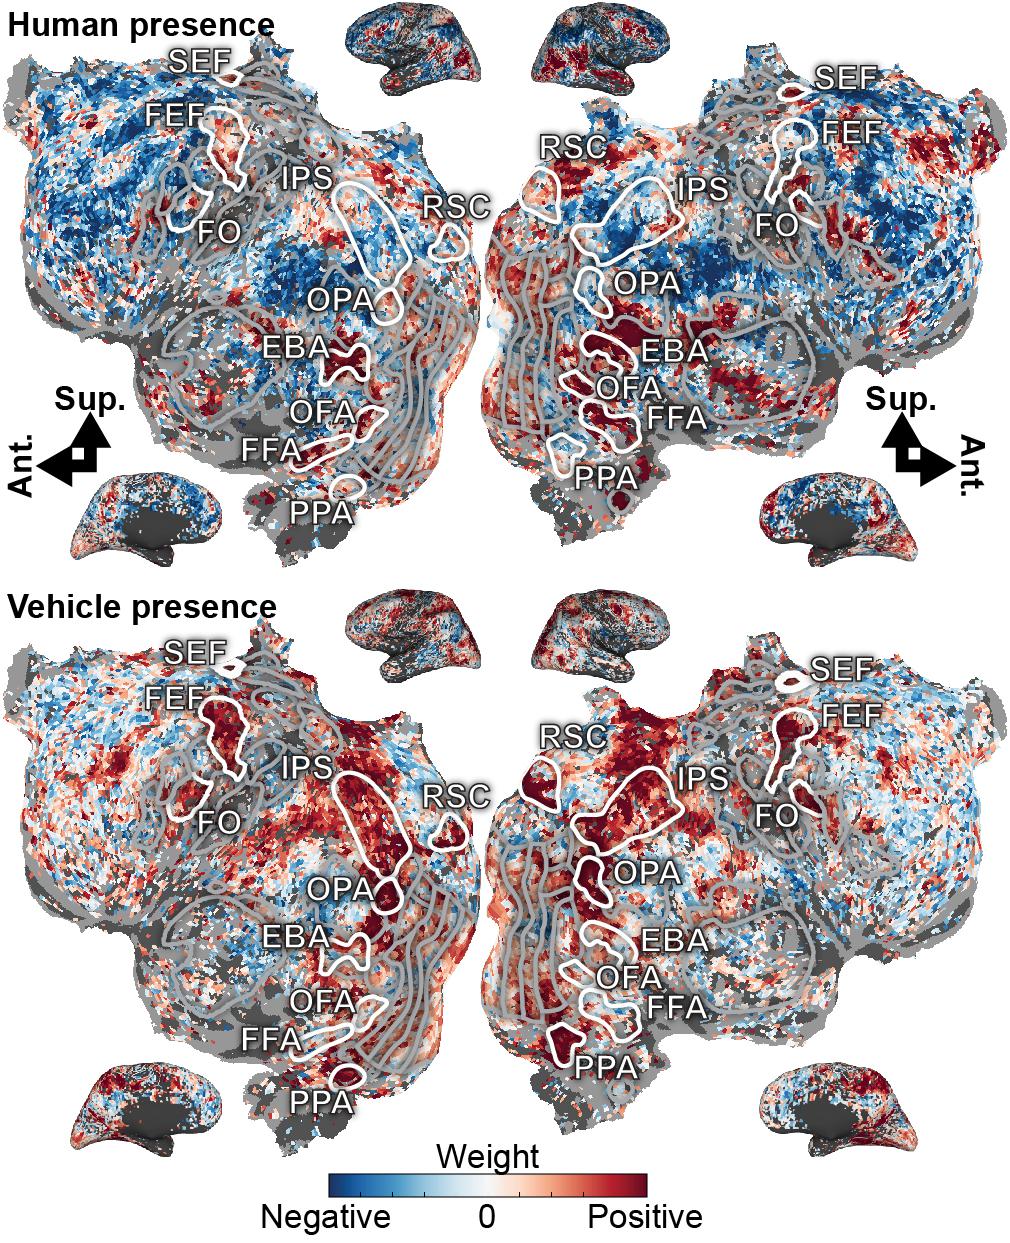 Human presence
SEF
FEF
IPS
RSC
FO
OPA
EBA
OFA
FFA
PPA
SEF
FEF
RSC
IPS
FO
OPA
EBA
OFA
FFA
PPA
Sup.
Ant.
Sup.
Ant.
Vehicle presence
SEF
FEF
IPS
RSC
FO
OPA
EBA
OFA
FFA
PPA
SEF
FEF
RSC
IPS
FO
OPA
EBA
OFA
FFA
PPA
Weight
Negative 0 Positive